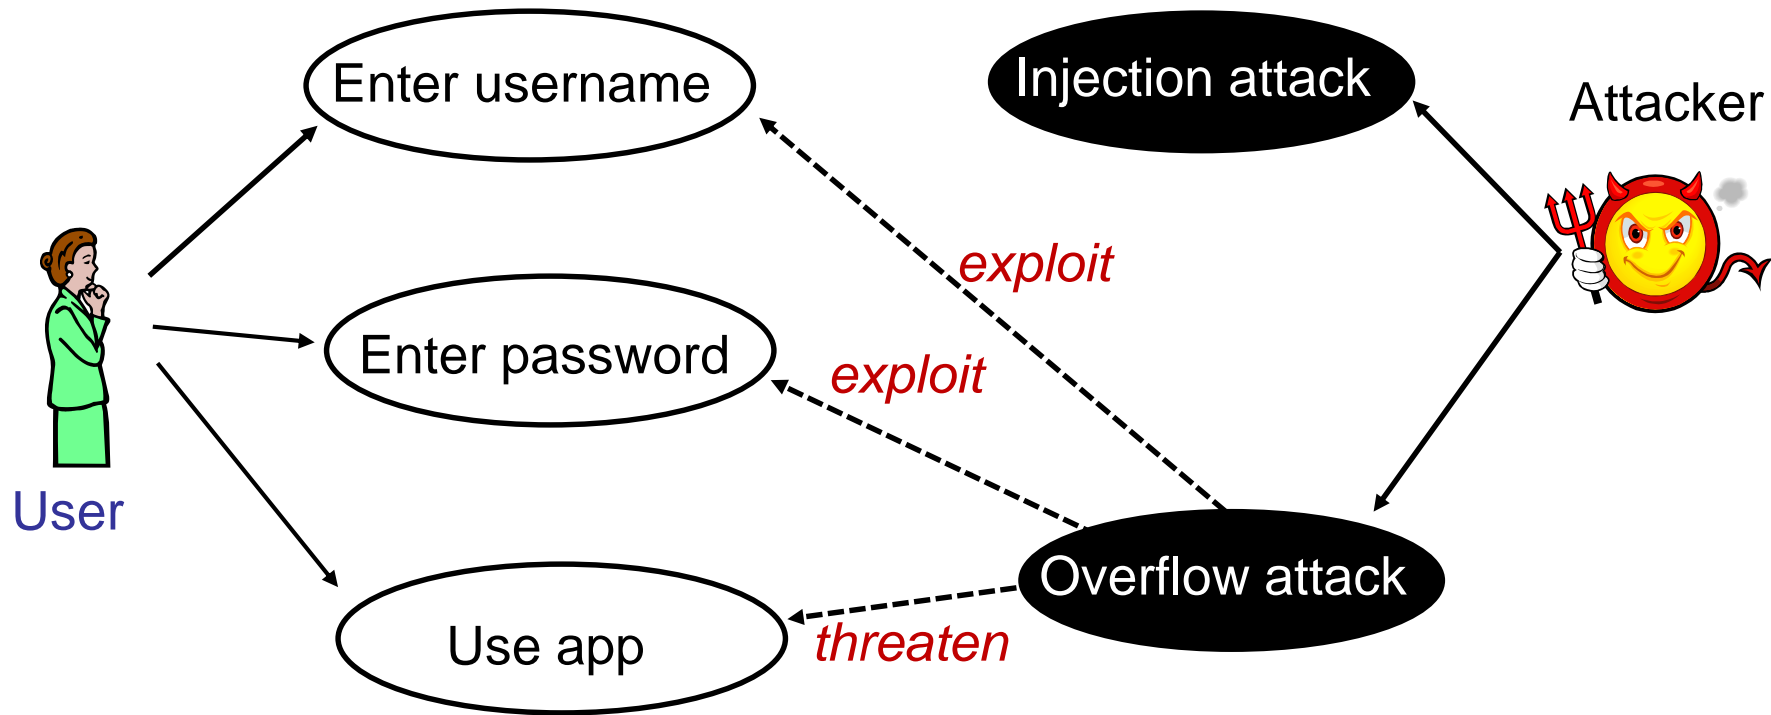 Enter username
Injection attack
Attacker
exploit
Enter password
exploit
User
Overflow attack
Use app
threaten